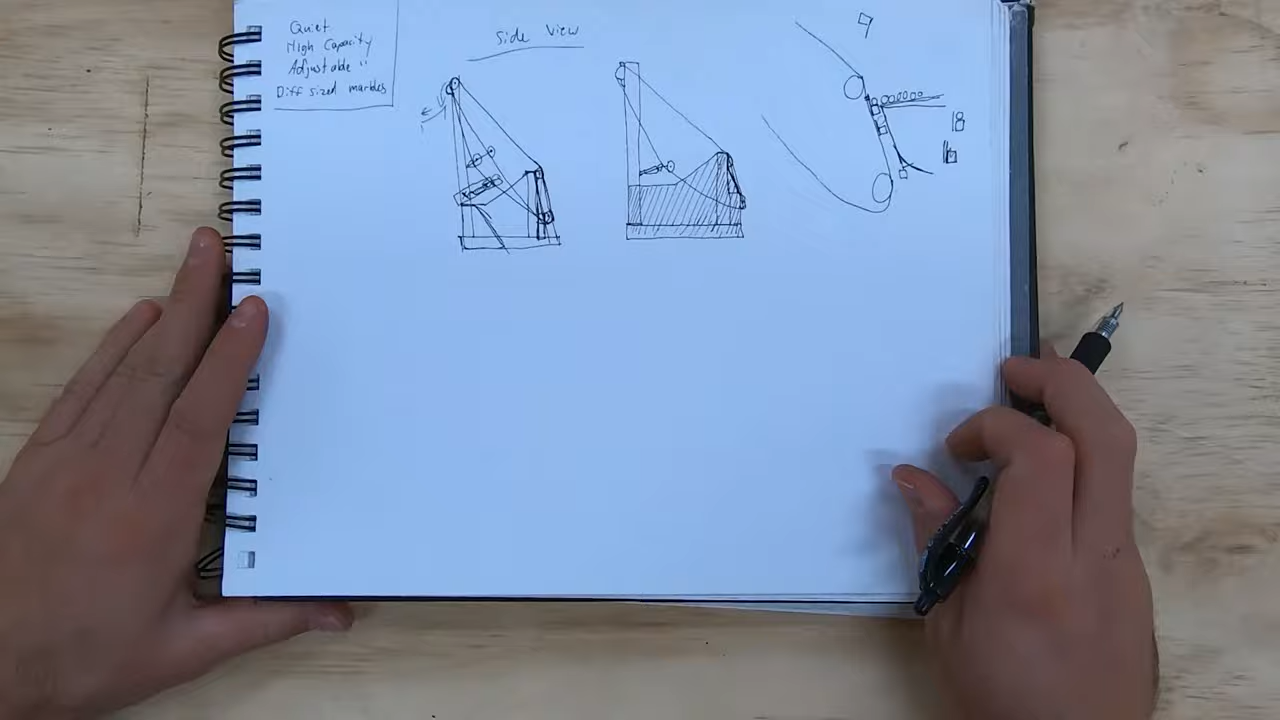 Quiet
High Capacity
Adjustable "
Diff sized marbles
Side View
9
18
16